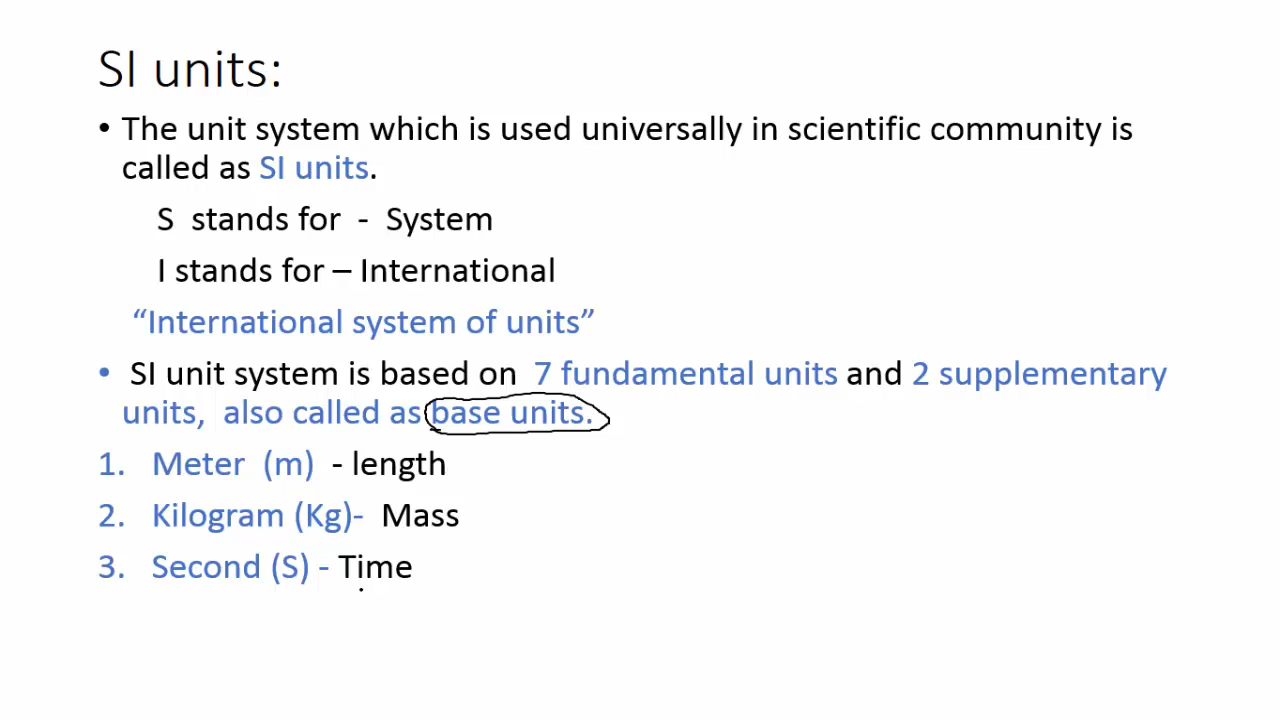 SI units:
• The unit system which is used universally in scientific community is
called as SI units.
S stands for - System
I stands for – International
“International system of units”
• SI unit system is based on 7 fundamental units and 2 supplementary
units, also called as base units.
1. Meter (m) - length
2. Kilogram (Kg)- Mass
3. Second (S) - Time